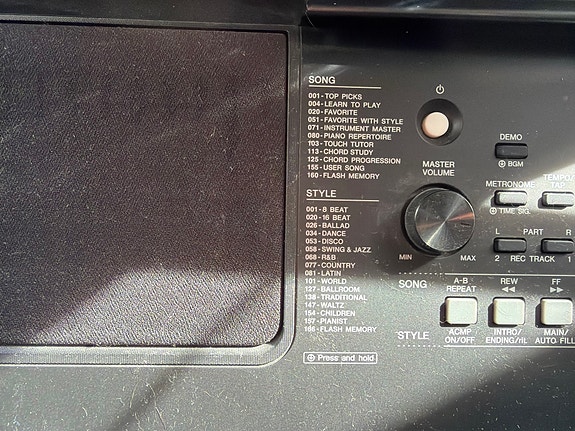 SONG
001-TOP PICKS
004-LEARN TO PLAY
020-FAVORITE
051-FAVORITE WITH STYLE
071-INSTRUMENT MASTER
080-PIANO REPERTOIRE
103-TOUCH TUTOR
113-CHORD STUDY
125-CHORD PROGRESSION
155-USER SONG
160-FLASH MEMORY
STYLE
001-8 BEAT
020-16 BEAT
026-BALLAD
034-DANCE
053-DISCO
058-SWING & JAZZ
068-R&B
077-COUNTRY
081-LATIN
101-WORLD
127-BALLROOM
138-TRADITIONAL
147-WALTZ
154-CHILDREN
157-PIANIST
166-FLASH MEMORY
Press and hold
MASTER
VOLUME
MIN MAX
DEMO
BGM
METRONOME
TIME SIG.
TEMPO/
TAP
L PART R
2 REC TRACK 1
SONG
A-B
REPEAT
REW
◀◀
FF
▶▶
STYLE
ACMP
ON/OFF
INTRO/
ENDING/rit.
MAIN/
AUTO FILL